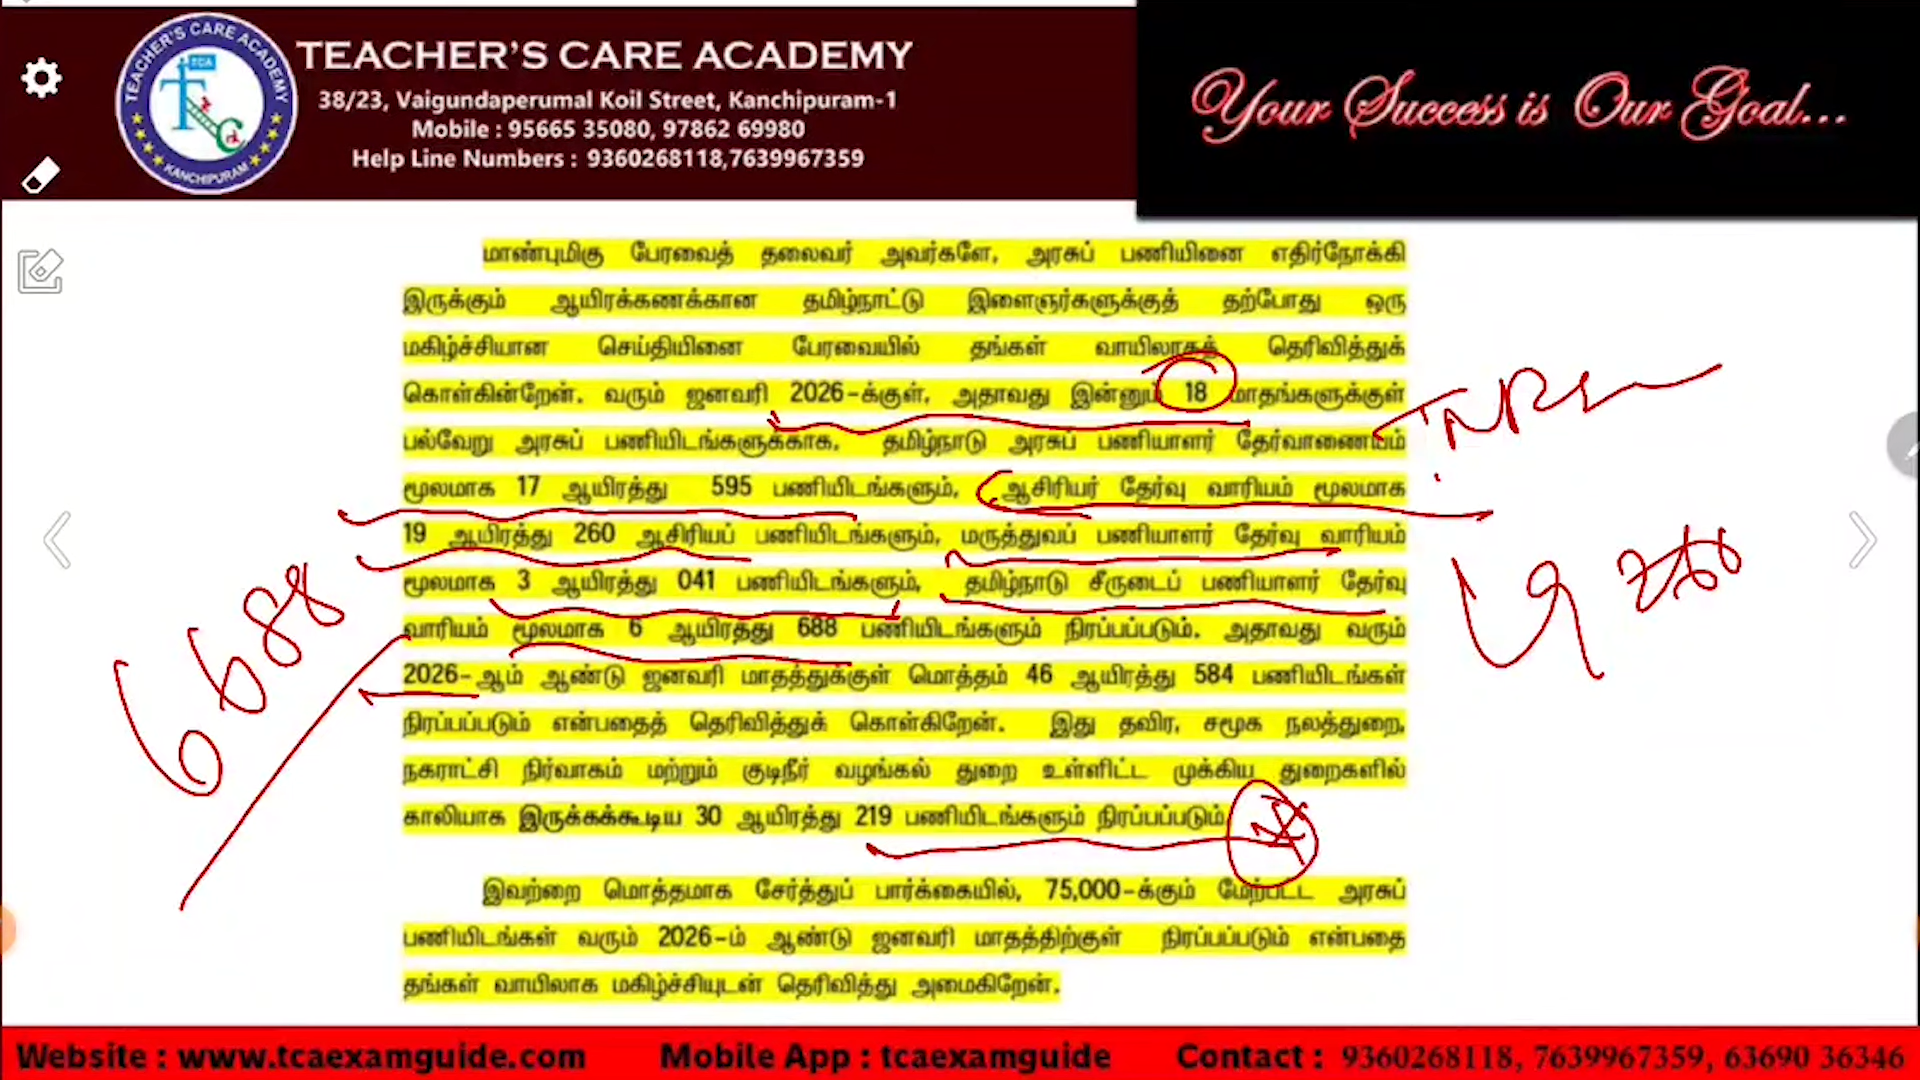 TEACHER'S CARE ACADEMY
KANCHIPURAM
TCA
TEACHER'S CARE ACADEMY
38/23, Vaigundaperumal Koil Street, Kanchipuram-1
Mobile : 95665 35080, 97862 69980
Help Line Numbers : 9360268118,7639967359
Your Success is Our Goal...
மாண்புமிகு பேரவைத் தலைவர் அவர்களே, அரசுப் பணியினை எதிர்நோக்கி
இருக்கும் ஆயிரக்கணக்கான தமிழ்நாட்டு இளைஞர்களுக்குத் தற்போது ஒரு
மகிழ்ச்சியான செய்தியினை பேரவையில் தங்கள் வாயிலாகத் தெரிவித்துக்
கொள்கின்றேன். வரும் ஜனவரி 2026-க்குள், அதாவது இன்னும் 18 மாதங்களுக்குள்
பல்வேறு அரசுப் பணியிடங்களுக்காக, தமிழ்நாடு அரசுப் பணியாளர் தேர்வாணையம்
மூலமாக 17 ஆயிரத்து 595 பணியிடங்களும், ஆசிரியர் தேர்வு வாரியம் மூலமாக
19 ஆயிரத்து 260 ஆசிரியப் பணியிடங்களும், மருத்துவப் பணியாளர் தேர்வு வாரியம்
மூலமாக 3 ஆயிரத்து 041 பணியிடங்களும், தமிழ்நாடு சீருடைப் பணியாளர் தேர்வு
வாரியம் மூலமாக 6 ஆயிரத்து 688 பணியிடங்களும் நிரப்பப்படும். அதாவது வரும்
2026-ஆம் ஆண்டு ஜனவரி மாதத்துக்குள் மொத்தம் 46 ஆயிரத்து 584 பணியிடங்கள்
நிரப்பப்படும் என்பதைத் தெரிவித்துக் கொள்கிறேன். இது தவிர, சமூக நலத்துறை,
நகராட்சி நிர்வாகம் மற்றும் குடிநீர் வழங்கல் துறை உள்ளிட்ட முக்கிய துறைகளில்
காலியாக இருக்கக்கூடிய 30 ஆயிரத்து 219 பணியிடங்களும் நிரப்பப்படும்
இவற்றை மொத்தமாக சேர்த்துப் பார்க்கையில், 75,000-க்கும் மேற்பட்ட அரசுப்
பணியிடங்கள் வரும் 2026-ம் ஆண்டு ஜனவரி மாதத்திற்குள் நிரப்பப்படும் என்பதை
தங்கள் வாயிலாக மகிழ்ச்சியுடன் தெரிவித்து அமைகிறேன்.
6688
19260
Website : www.tcaexamguide.com Mobile App : tcaexamguide Contact : 9360268118, 7639967359, 63690 36346